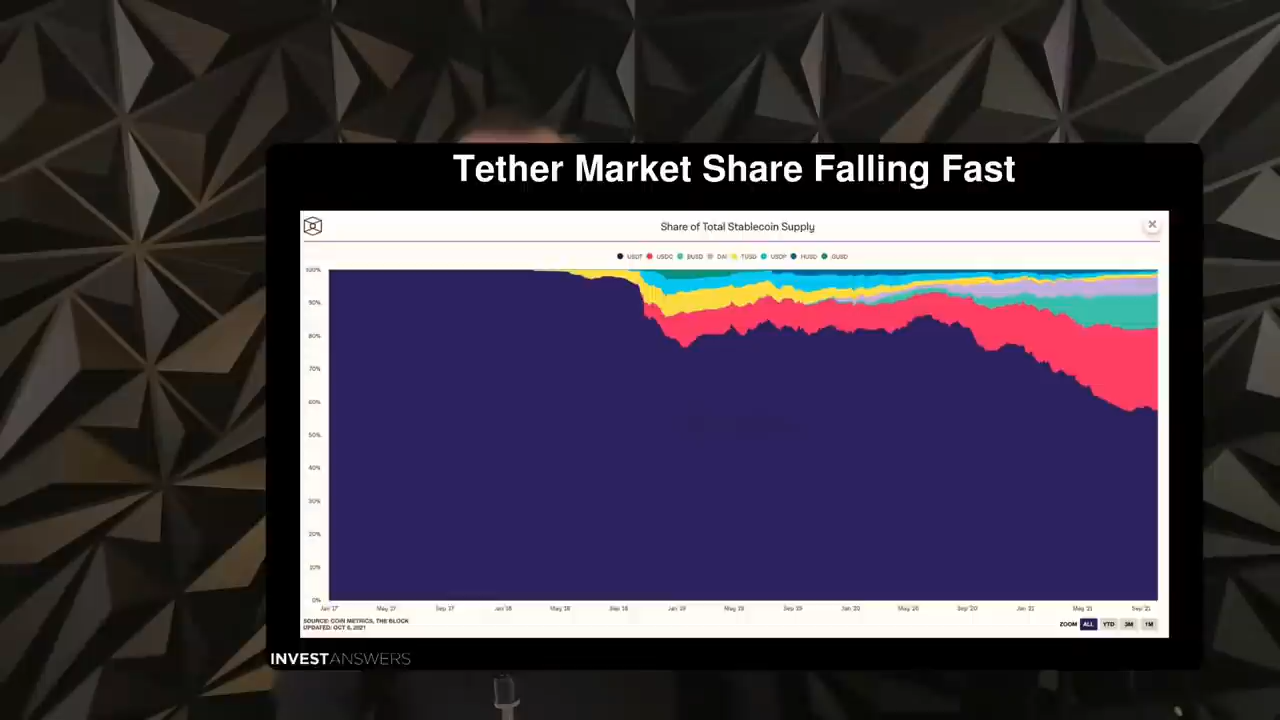 Tether Market Share Falling Fast
Share of Total Stablecoin Supply
USDT USDC BUSD DAI TUSD USDP HUSD GUSD
100%
90%
80%
70%
60%
50%
40%
30%
20%
10%
0%
Jan '17 May '17 Sep '17 Jan '18 May '18 Sep '18 Jan '19 May '19 Sep '19 Jan '20 May '20 Sep '20 Jan '21 May '21 Sep '21
SOURCE: COIN METRICS, THE BLOCK
UPDATED: OCT 5, 2021
ZOOM ALL YTD 3M 1M
INVESTANSWERS